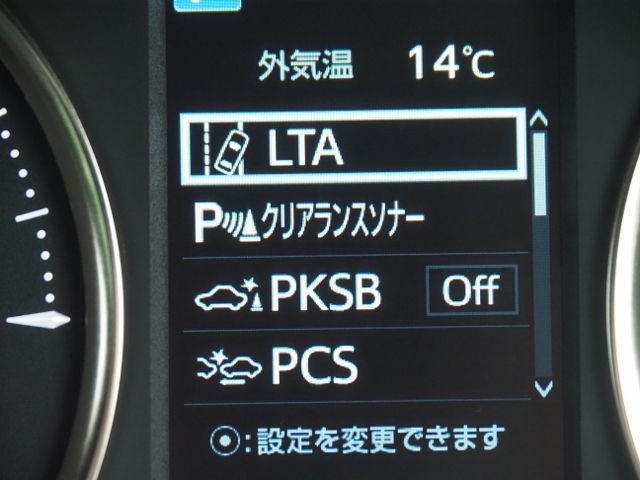 外気温 14℃
LTA
P クリアランスソナー
PKSB Off
PCS
⦿:設定を変更できます